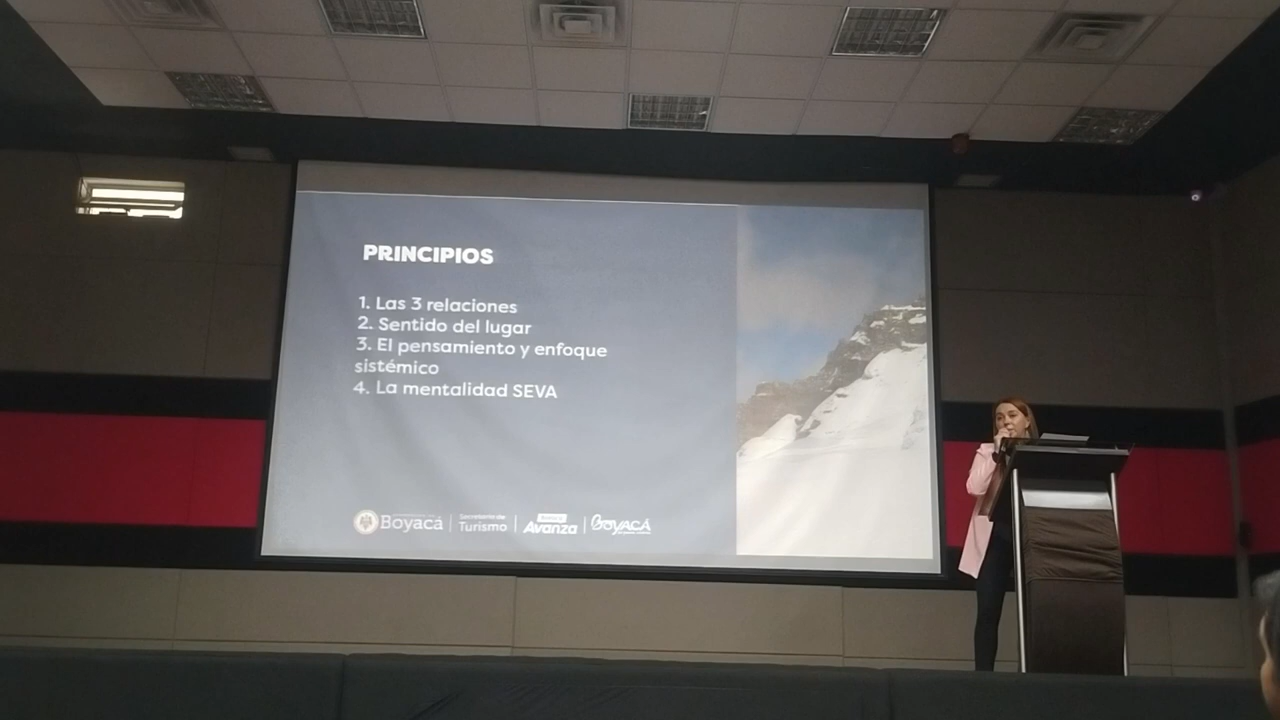 PRINCIPIOS
1. Las 3 relaciones
2. Sentido del lugar
3. El pensamiento y enfoque
sistémico
4. La mentalidad SEVA
Boyacá
Secretaría de
Turismo
Avanza
BOYACÁ